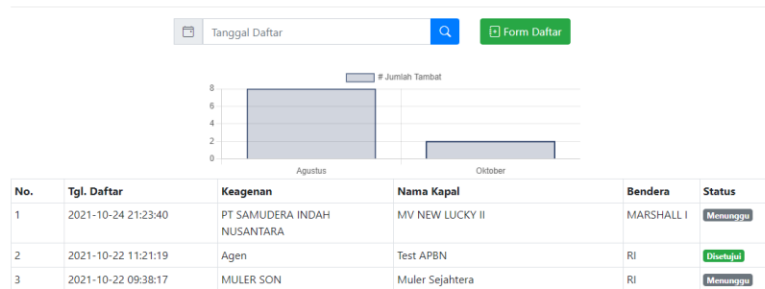 Tanggal Daftar
Form Daftar
# Jumlah Tambat
8
6
4
2
0
Agustus Oktober
No. Tgl. Daftar Keagenan Nama Kapal Bendera Status
1 2021-10-24 21:23:40 PT SAMUDERA INDAH MV NEW LUCKY II MARSHALL I Menunggu
NUSANTARA
2 2021-10-22 11:21:19 Agen Test APBN RI Disetujui
3 2021-10-22 09:38:17 MULER SON Muler Sejahtera RI Menunggu